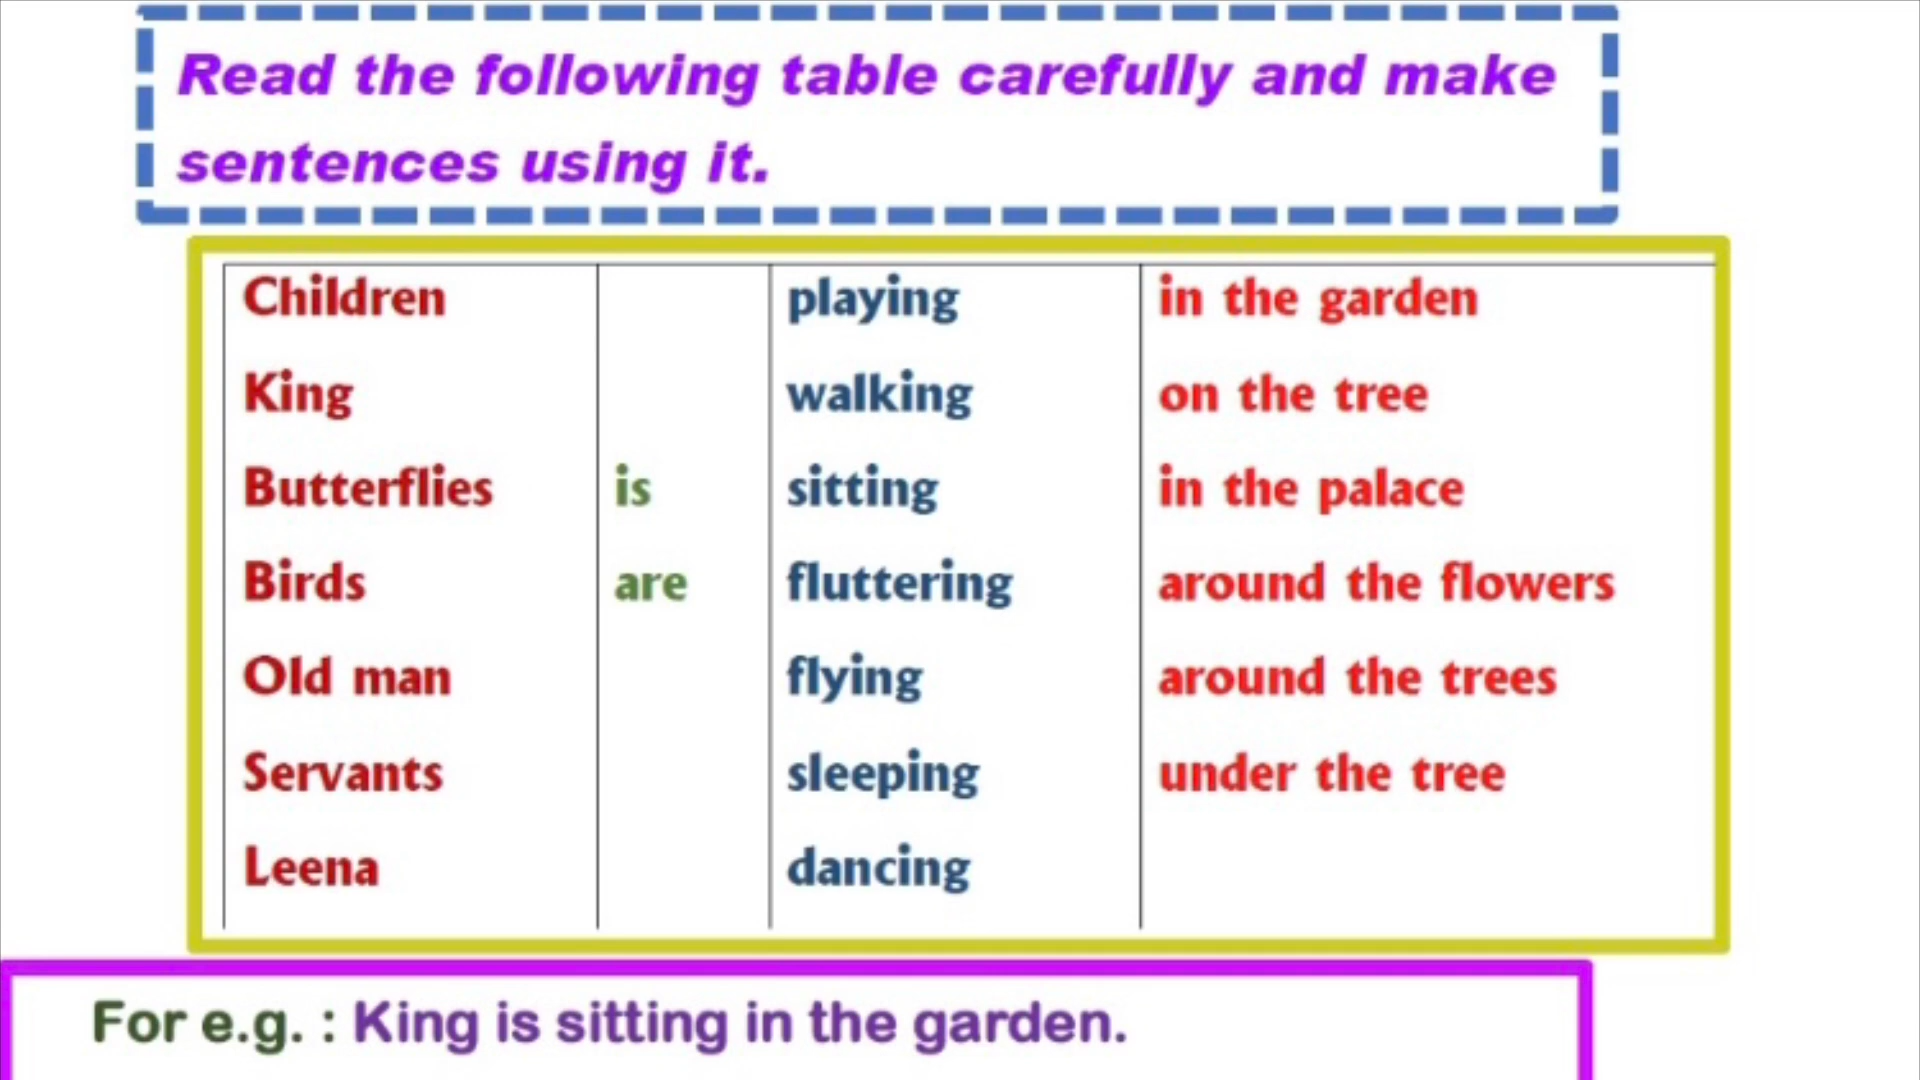 Read the following table carefully and make
sentences using it.
Children playing in the garden
King walking on the tree
Butterflies is sitting in the palace
Birds are fluttering around the flowers
Old man flying around the trees
Servants sleeping under the tree
Leena dancing
For e.g. : King is sitting in the garden.